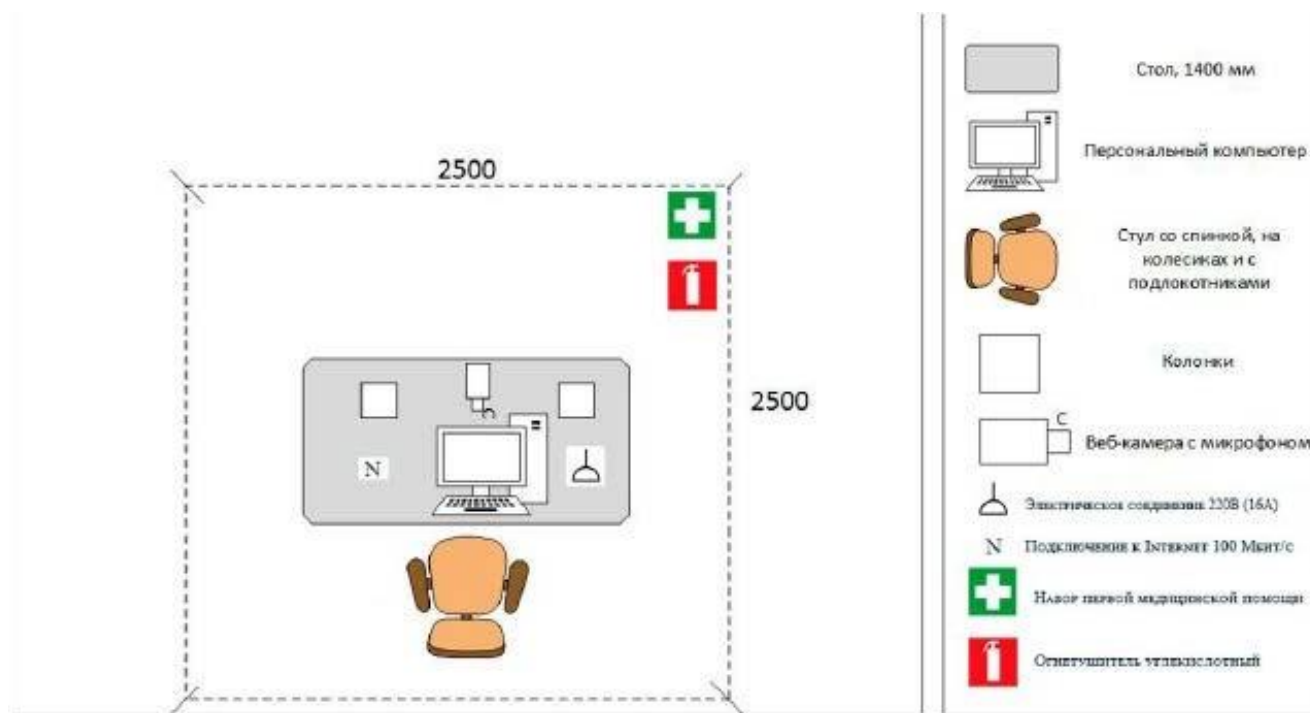 2500
2500
N
Стол, 1400 мм
Персональный компьютер
Стул со спинкой, на
колесиках и с
подлокотниками
Колонки
C
Веб-камера с микрофоном
Электрическое соединение 220В (16А)
N Подключение к Internet 100 Мбит/с
Набор первой медицинской помощи
Огнетушитель углекислотный